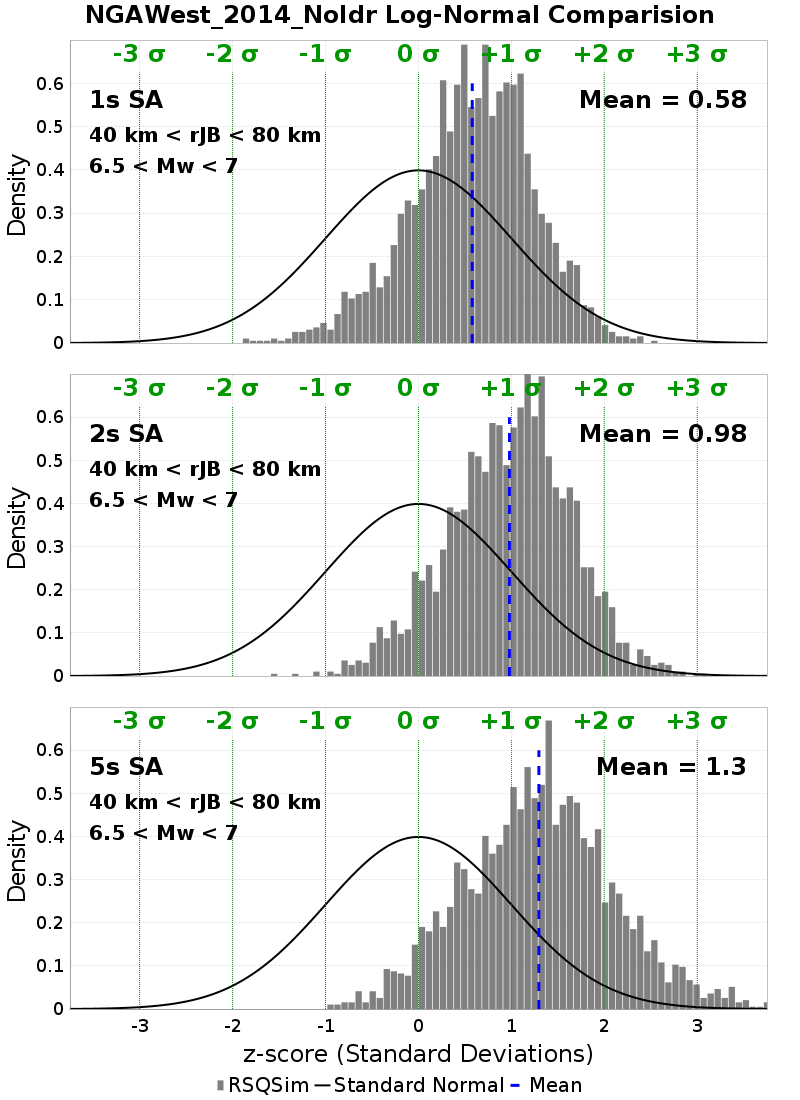 NGAWest_2014_NoIdr Log-Normal Comparision
-3 σ -2 σ -1 σ 0 σ +1 σ +2 σ +3 σ
1s SA
Mean = 0.58
40 km < rJB < 80 km
6.5 < Mw < 7
Density
0.6
0.5
0.4
0.3
0.2
0.1
0
-3 σ -2 σ -1 σ 0 σ +1 σ +2 σ +3 σ
2s SA
Mean = 0.98
40 km < rJB < 80 km
6.5 < Mw < 7
Density
0.6
0.5
0.4
0.3
0.2
0.1
0
-3 σ -2 σ -1 σ 0 σ +1 σ +2 σ +3 σ
5s SA
Mean = 1.3
40 km < rJB < 80 km
6.5 < Mw < 7
Density
0.6
0.5
0.4
0.3
0.2
0.1
0
-3 -2 -1 0 1 2 3
z-score (Standard Deviations)
RSQSim Standard Normal Mean